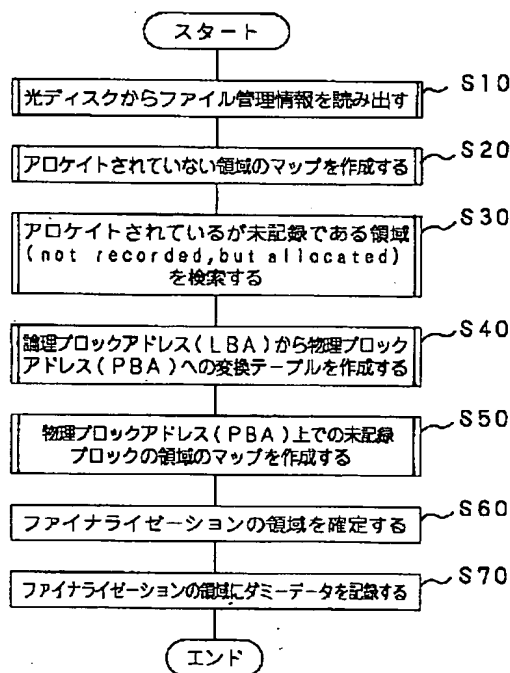 スタート
光ディスクからファイル管理情報を読み出す
S10
アロケイトされていない領域のマップを作成する
S20
アロケイトされているが未記録である領域
(not recorded,but allocated)
を検索する
S30
論理ブロックアドレス(LBA)から物理ブロック
アドレス(PBA)への変換テーブルを作成する
S40
物理ブロックアドレス(PBA)上での未記録
ブロックの領域のマップを作成する
S50
ファイナライゼーションの領域を確定する
S60
ファイナライゼーションの領域にダミーデータを記録する
S70
エンド